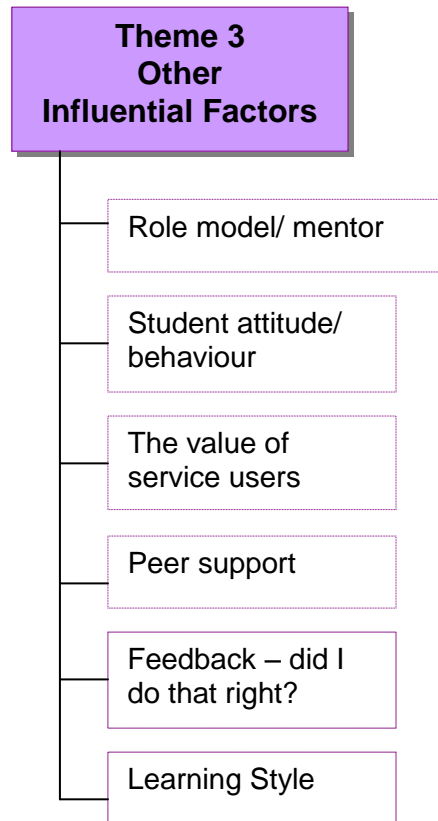 Theme 3
Other
Influential Factors
Role model/ mentor
Student attitude/
behaviour
The value of
service users
Peer support
Feedback – did I
do that right?
Learning Style